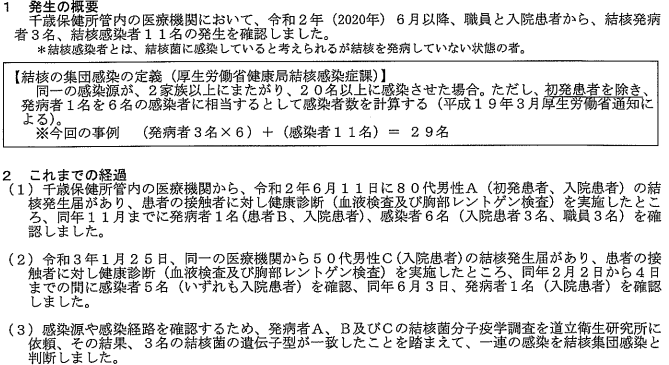 1 発生の概要
千歳保健所管内の医療機関において、令和２年（2020年）６月以降、職員と入院患者から、結核発病
者３名、結核感染者１１名の発生を確認しました。
＊結核感染者とは、結核菌に感染していると考えられるが結核を発病していない状態の者。
【結核の集団感染の定義（厚生労働省健康局結核感染症課）】
同一の感染源が、２家族以上にまたがり、２０名以上に感染させた場合。ただし、初発患者を除き、
発病者１名を６名の感染者に相当するとして感染者数を計算する（平成１９年３月厚生労働省通知に
よる）。
※今回の事例 （発病者３名×６）＋（感染者１１名）＝ ２９名
2 これまでの経過
（１）千歳保健所管内の医療機関から、令和２年６月１１日に８０代男性Ａ（初発患者、入院患者）の結
核発生届があり、患者の接触者に対し健康診断（血液検査及び胸部レントゲン検査）を実施したとこ
ろ、同年１１月までに発病者１名（患者Ｂ、入院患者）、感染者６名（入院患者３名、職員３名）を確
認しました。
（２）令和３年１月２５日、同一の医療機関から５０代男性Ｃ（入院患者）の結核発生届があり、患者の接
触者に対し健康診断（血液検査及び胸部レントゲン検査）を実施したところ、同年２月２日から４日
までの間に感染者５名（いずれも入院患者）を確認、同年６月３日、発病者１名（入院患者）を確認
しました。
（３）感染源や感染経路を確認するため、発病者Ａ、Ｂ及びＣの結核菌分子疫学調査を道立衛生研究所に
依頼、その結果、３名の結核菌の遺伝子型が一致したことを踏まえて、一連の感染を結核集団感染と
判断しました。